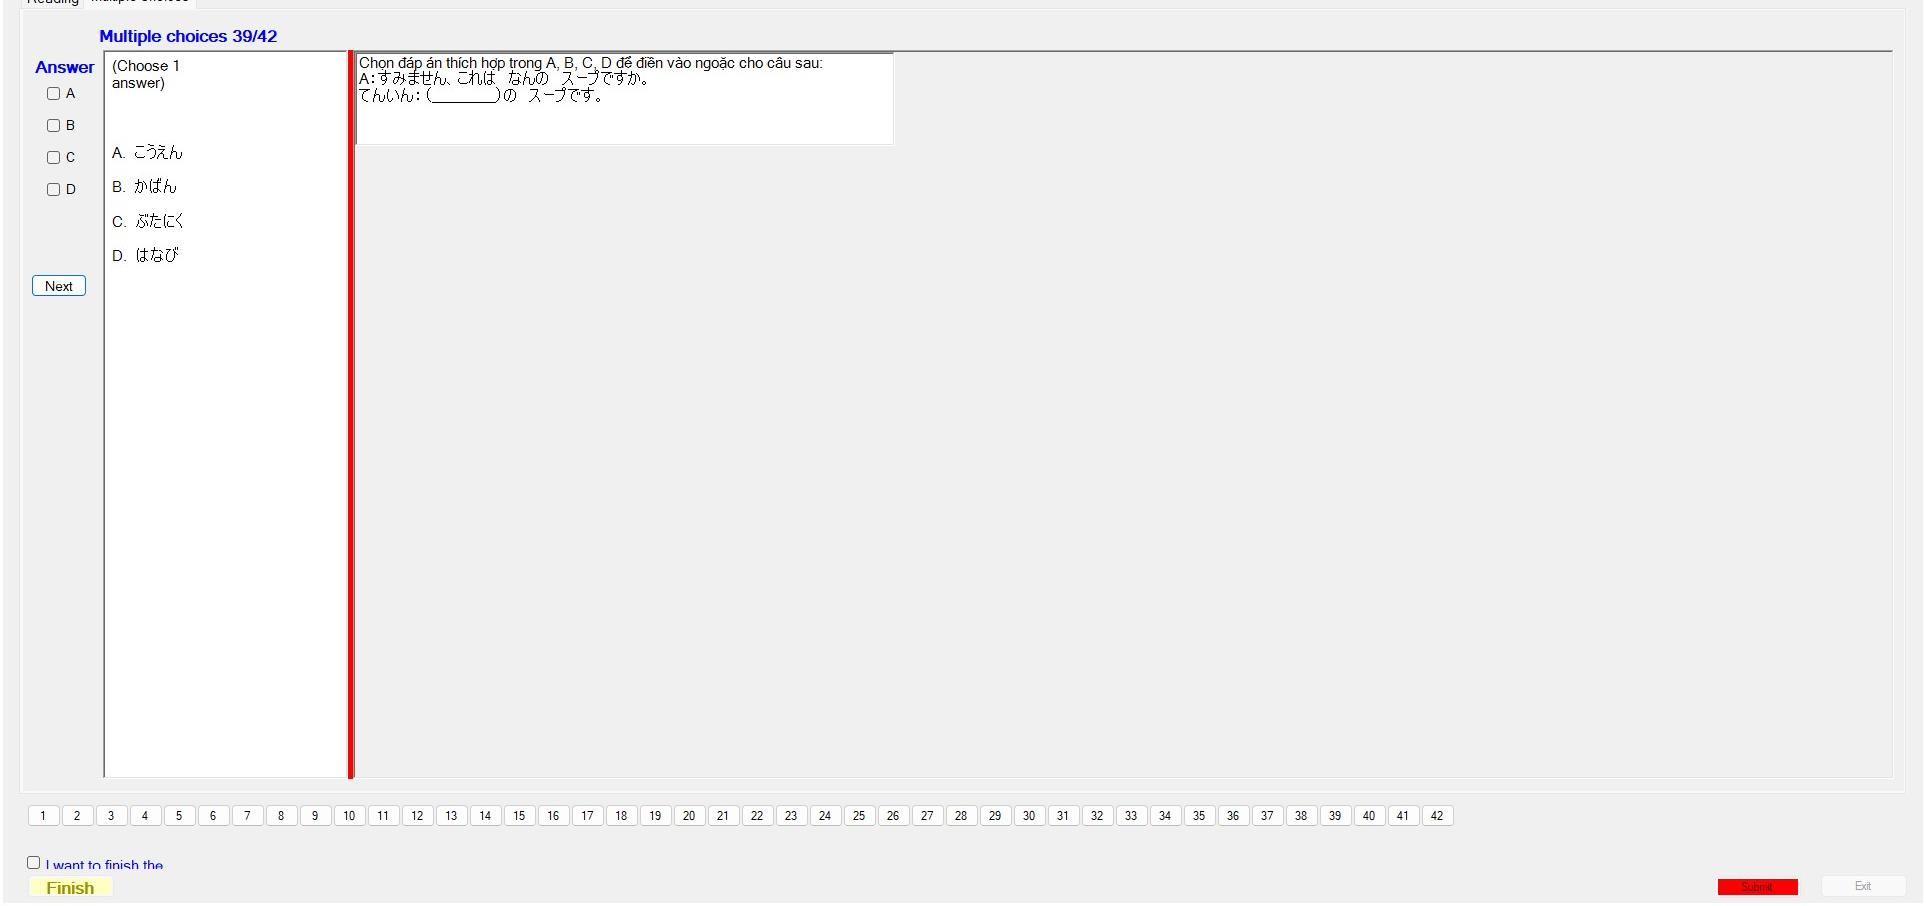 Reading Multiple Choices
Multiple choices 39/42
Answer
A
B
C
D
Next
(Choose 1
answer)
A. こうえん
B. かばん
C. ぶたにく
D. はなび
Chọn đáp án thích hợp trong A, B, C, D để điền vào ngoặc cho câu sau:
A：すみません、これは なんの スープですか。
てんいん：(________)の スープです。
1 2 3 4 5 6 7 8 9 10 11 12 13 14 15 16 17 18 19 20 21 22 23 24 25 26 27 28 29 30 31 32 33 34 35 36 37 38 39 40 41 42
I want to finish the
Finish
Submit
Exit